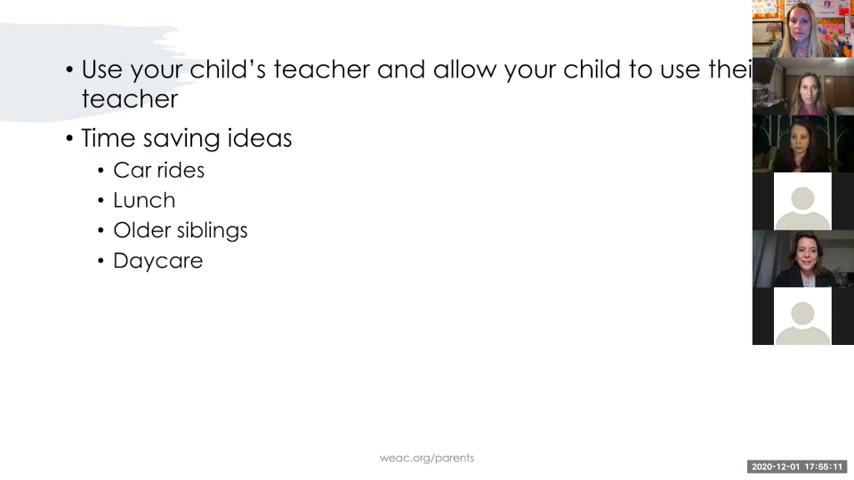 • Use your child's teacher and allow your child to use thei
teacher
• Time saving ideas
• Car rides
• Lunch
• Older siblings
• Daycare
weac.org/parents
2020-12-01 17:55:11